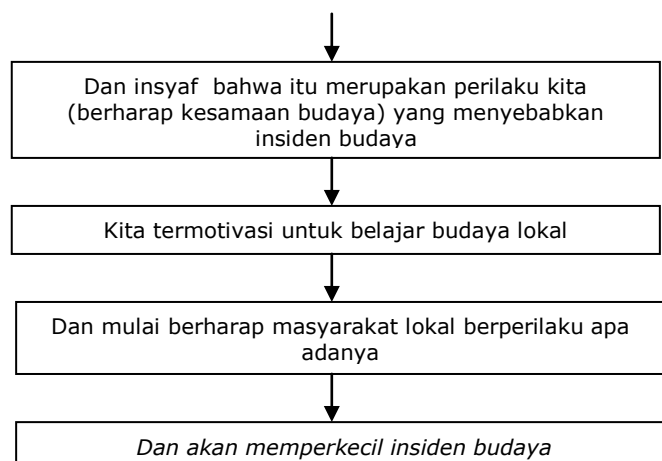 Dan insyaf bahwa itu merupakan perilaku kita
(berharap kesamaan budaya) yang menyebabkan
insiden budaya
Kita termotivasi untuk belajar budaya lokal
Dan mulai berharap masyarakat lokal berperilaku apa
adanya
Dan akan memperkecil insiden budaya